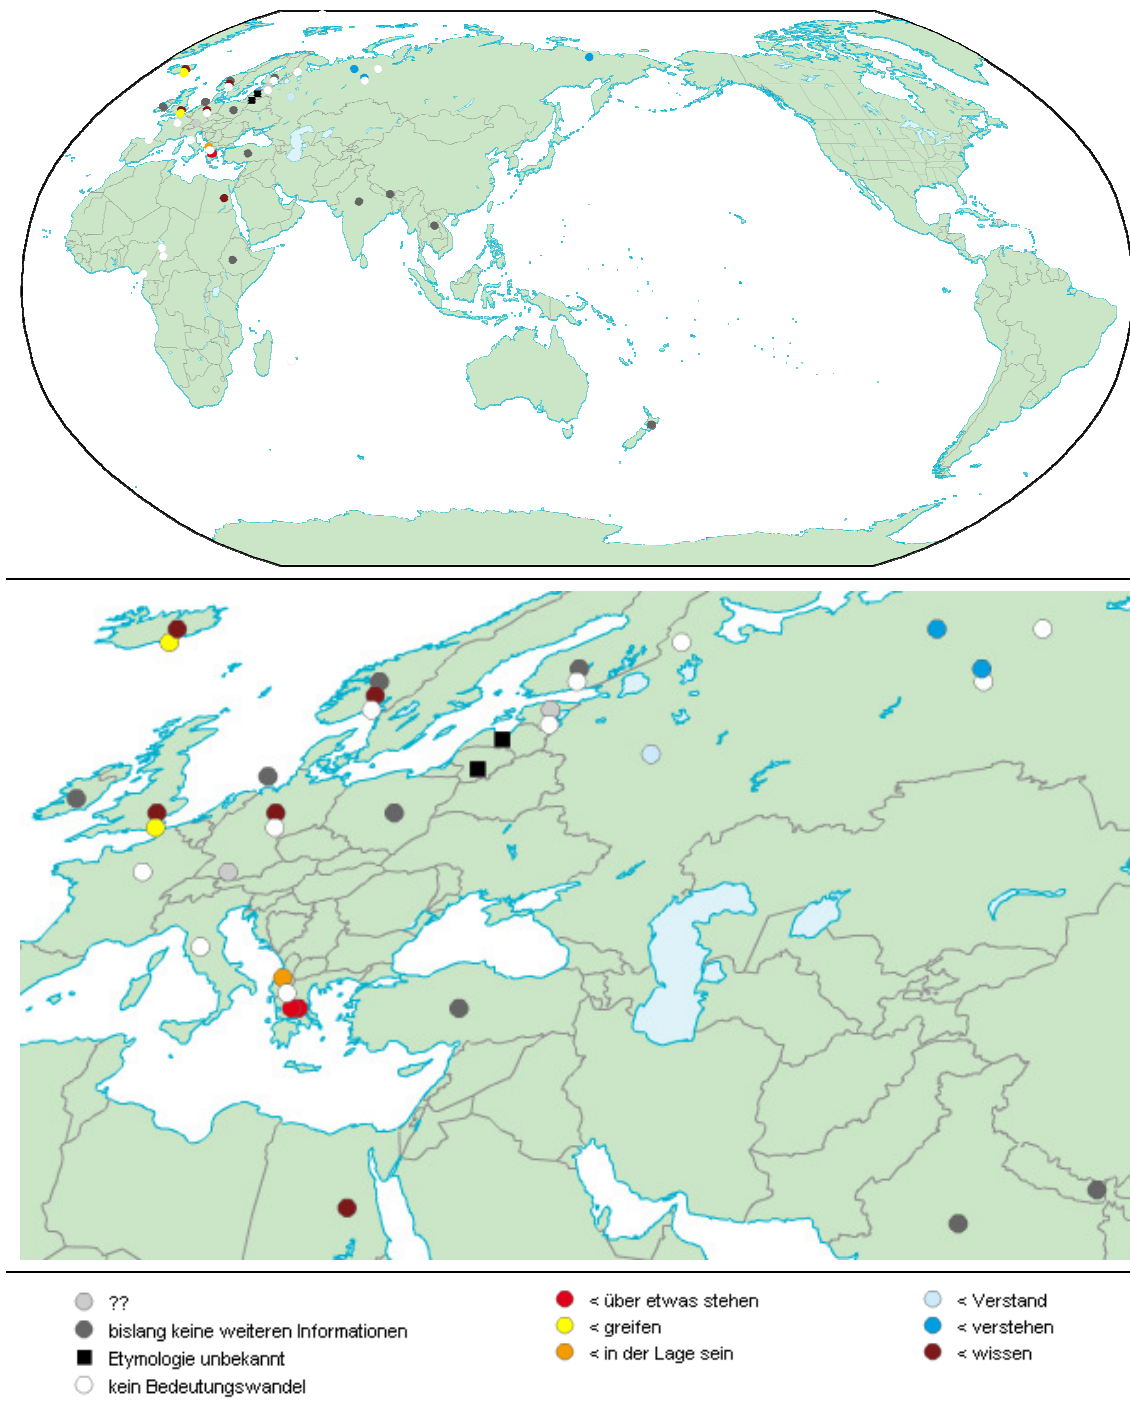 ??
bislang keine weiteren Informationen
Etymologie unbekannt
kein Bedeutungswandel
< über etwas stehen
< greifen
< in der Lage sein
< Verstand
< verstehen
< wissen